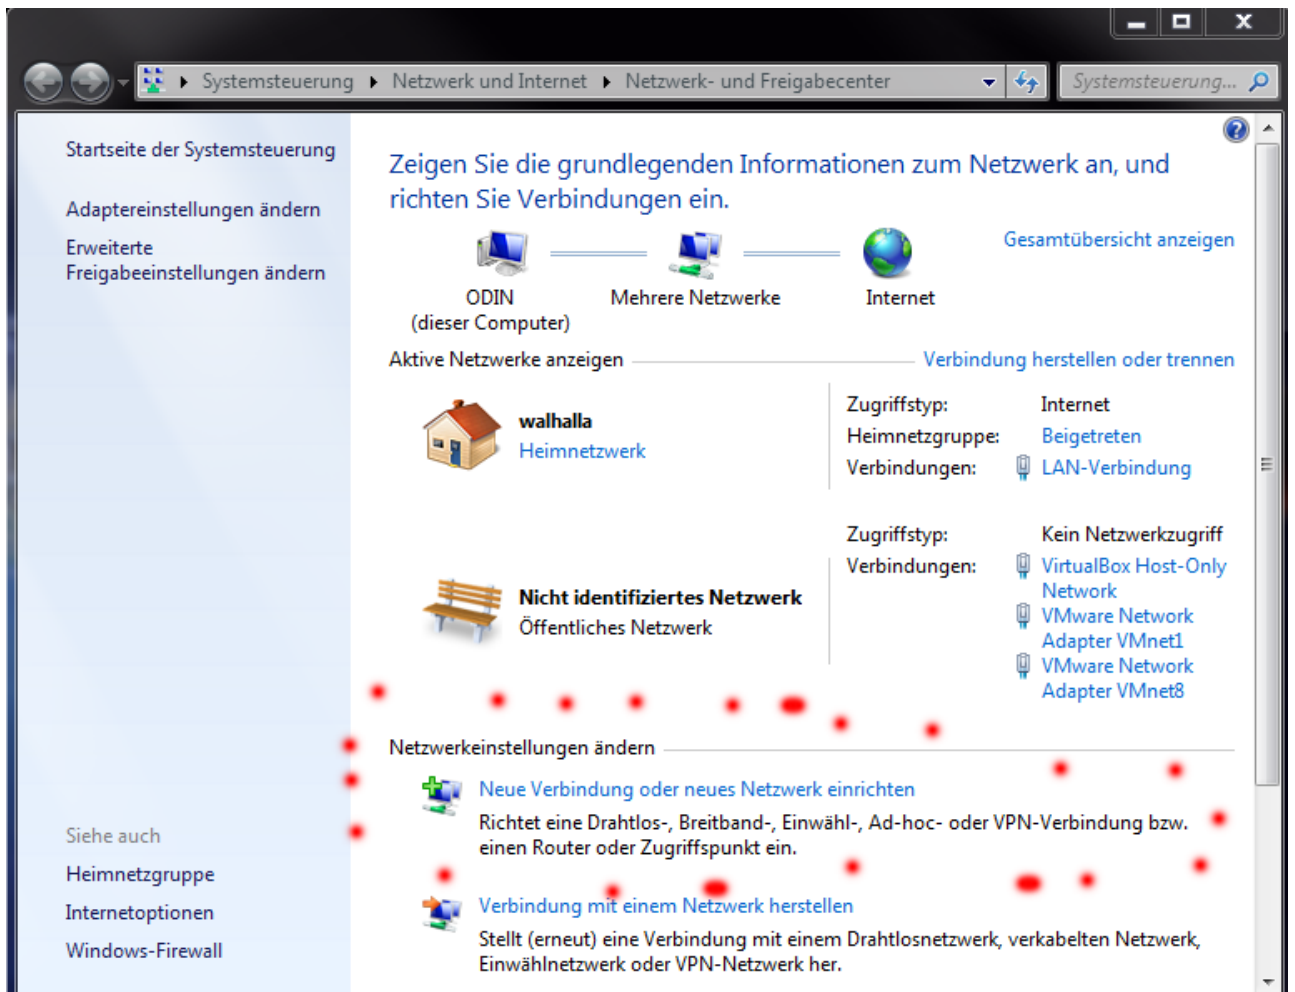 Systemsteuerung ▸ Netzwerk und Internet ▸ Netzwerk- und Freigabecenter
Systemsteuerung...
Startseite der Systemsteuerung
Adaptereinstellungen ändern
Erweiterte
Freigabeeinstellungen ändern
Siehe auch
Heimnetzgruppe
Internetoptionen
Windows-Firewall
Zeigen Sie die grundlegenden Informationen zum Netzwerk an, und
richten Sie Verbindungen ein.
Gesamtübersicht anzeigen
ODIN
(dieser Computer)
Mehrere Netzwerke
Internet
Aktive Netzwerke anzeigen
Verbindung herstellen oder trennen
walhalla
Heimnetzwerk
Zugriffstyp: Internet
Heimnetzgruppe: Beigetreten
Verbindungen: LAN-Verbindung
Nicht identifiziertes Netzwerk
Öffentliches Netzwerk
Zugriffstyp: Kein Netzwerkzugriff
Verbindungen: VirtualBox Host-Only
Network
VMware Network
Adapter VMnet1
VMware Network
Adapter VMnet8
Netzwerkeinstellungen ändern
Neue Verbindung oder neues Netzwerk einrichten
Richtet eine Drahtlos-, Breitband-, Einwähl-, Ad-hoc- oder VPN-Verbindung bzw.
einen Router oder Zugriffspunkt ein.
Verbindung mit einem Netzwerk herstellen
Stellt (erneut) eine Verbindung mit einem Drahtlosnetzwerk, verkabelten Netzwerk,
Einwählnetzwerk oder VPN-Netzwerk her.